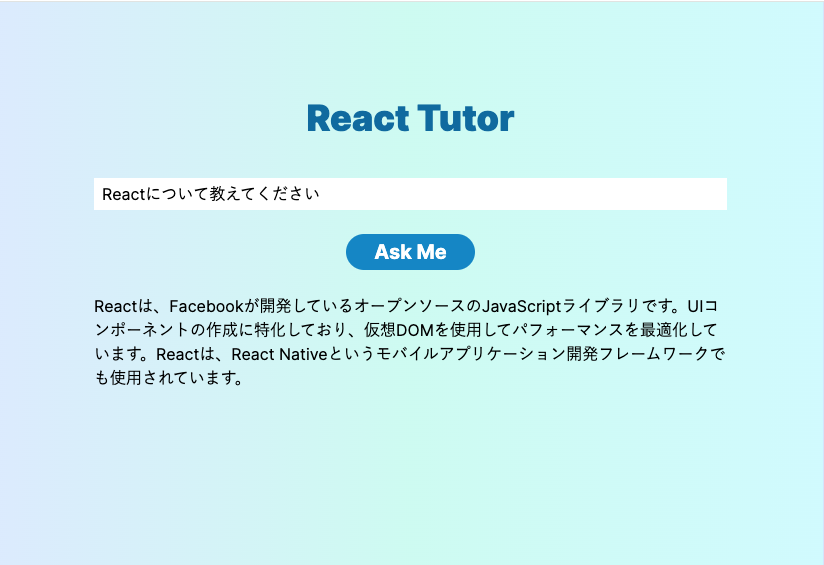 React Tutor
Reactについて教えてください
Ask Me
Reactは、Facebookが開発しているオープンソースのJavaScriptライブラリです。UIコ
ンポーネントの作成に特化しており、仮想DOMを使用してパフォーマンスを最適化して
います。Reactは、React Nativeというモバイルアプリケーション開発フレームワークで
も使用されています。